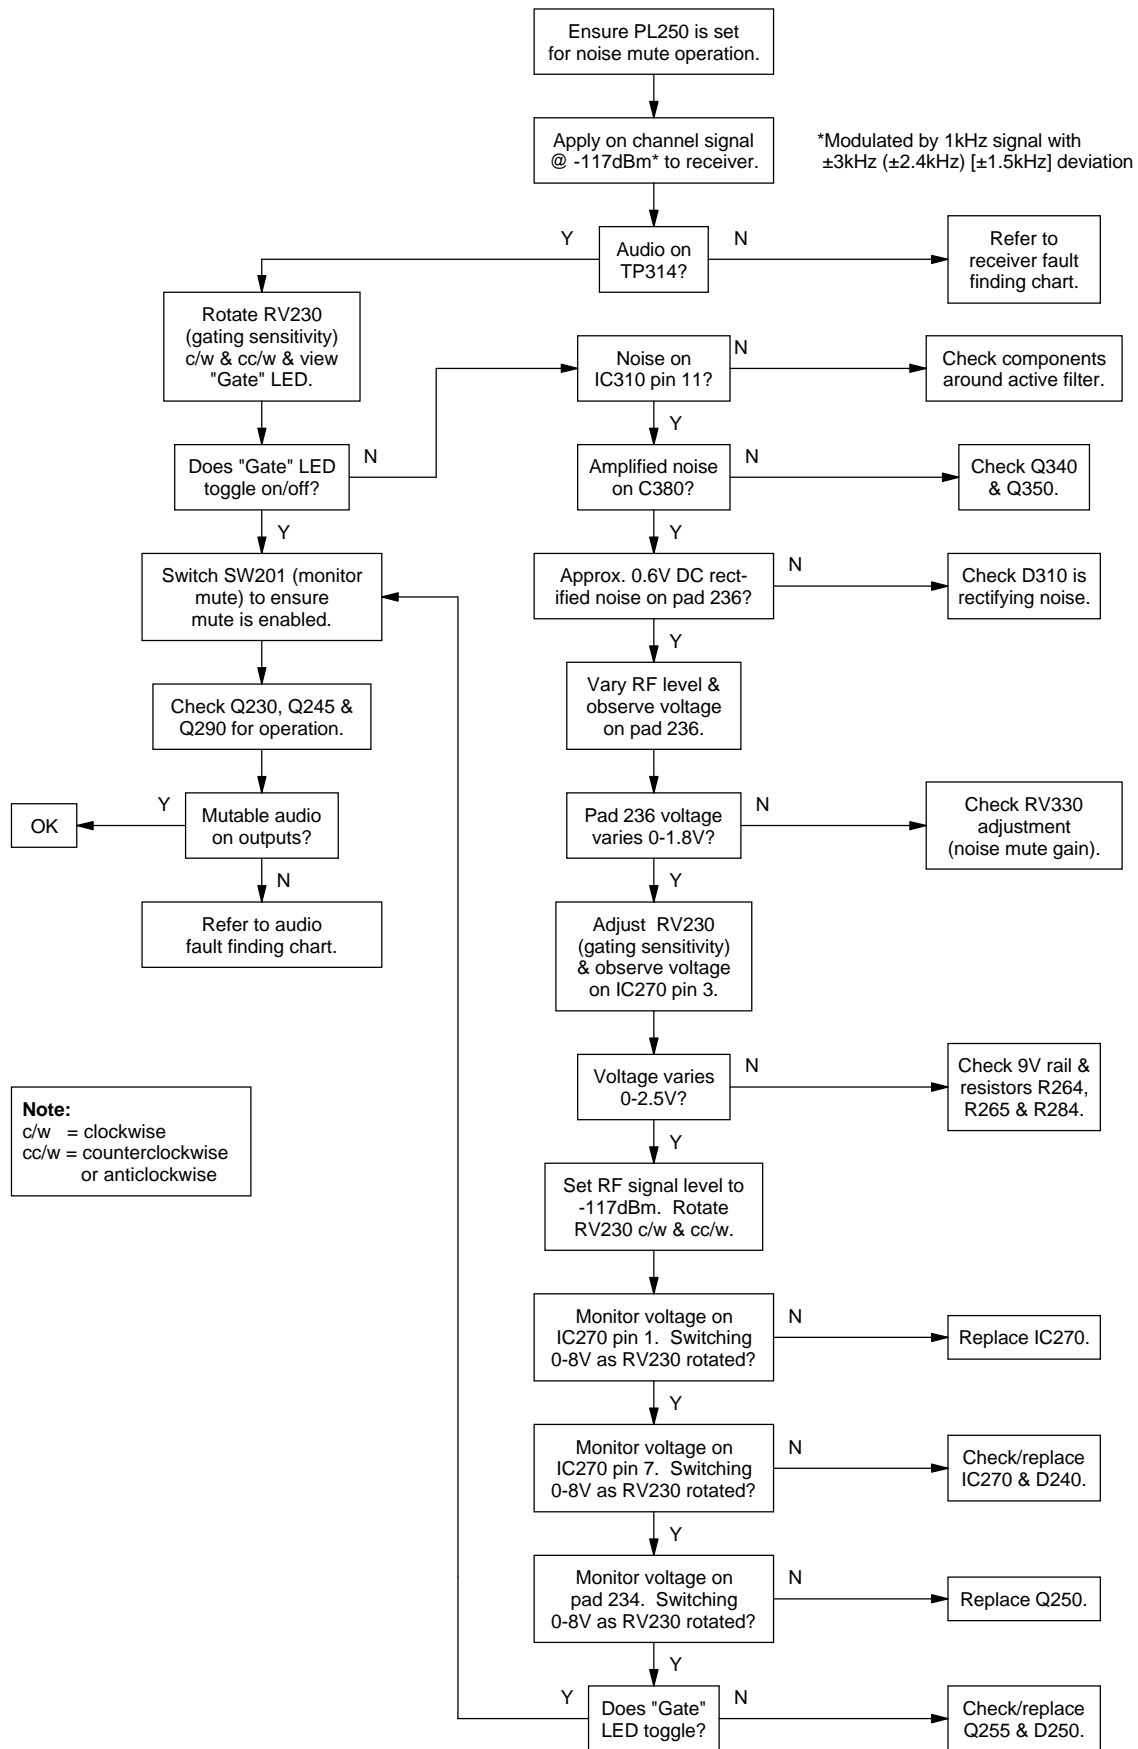 Ensure PL250 is set
for noise mute operation.
Apply on channel signal
@ -117dBm* to receiver.
*Modulated by 1kHz signal with
±3kHz (±2.4kHz) [±1.5kHz] deviation
Y
Audio on
TP314?
N
Refer to
receiver fault
finding chart.
Rotate RV230
(gating sensitivity)
c/w & cc/w & view
"Gate" LED.
Noise on
IC310 pin 11?
N
Check components
around active filter.
Y
Does "Gate" LED
toggle on/off?
N
Amplified noise
on C380?
N
Check Q340
& Q350.
Y
Y
Switch SW201 (monitor
mute) to ensure
mute is enabled.
Approx. 0.6V DC rect-
ified noise on pad 236?
N
Check D310 is
rectifying noise.
Y
Check Q230, Q245 &
Q290 for operation.
Vary RF level &
observe voltage
on pad 236.
OK
Y
Mutable audio
on outputs?
N
Refer to audio
fault finding chart.
Pad 236 voltage
varies 0-1.8V?
N
Check RV330
adjustment
(noise mute gain).
Y
Adjust RV230
(gating sensitivity)
& observe voltage
on IC270 pin 3.
Voltage varies
0-2.5V?
N
Check 9V rail &
resistors R264,
R265 & R284.
Y
Note:
c/w = clockwise
cc/w = counterclockwise
or anticlockwise
Set RF signal level to
-117dBm. Rotate
RV230 c/w & cc/w.
Monitor voltage on
IC270 pin 1. Switching
0-8V as RV230 rotated?
N
Replace IC270.
Y
Monitor voltage on
IC270 pin 7. Switching
0-8V as RV230 rotated?
N
Check/replace
IC270 & D240.
Y
Monitor voltage on
pad 234. Switching
0-8V as RV230 rotated?
N
Replace Q250.
Y
Y
Does "Gate"
LED toggle?
N
Check/replace
Q255 & D250.